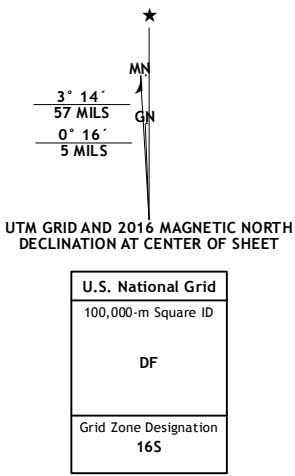 ★
MN
3° 14´
57 MILS
GN
0° 16´
5 MILS
UTM GRID AND 2016 MAGNETIC NORTH
DECLINATION AT CENTER OF SHEET
U.S. National Grid
100,000-m Square ID
DF
Grid Zone Designation
16S